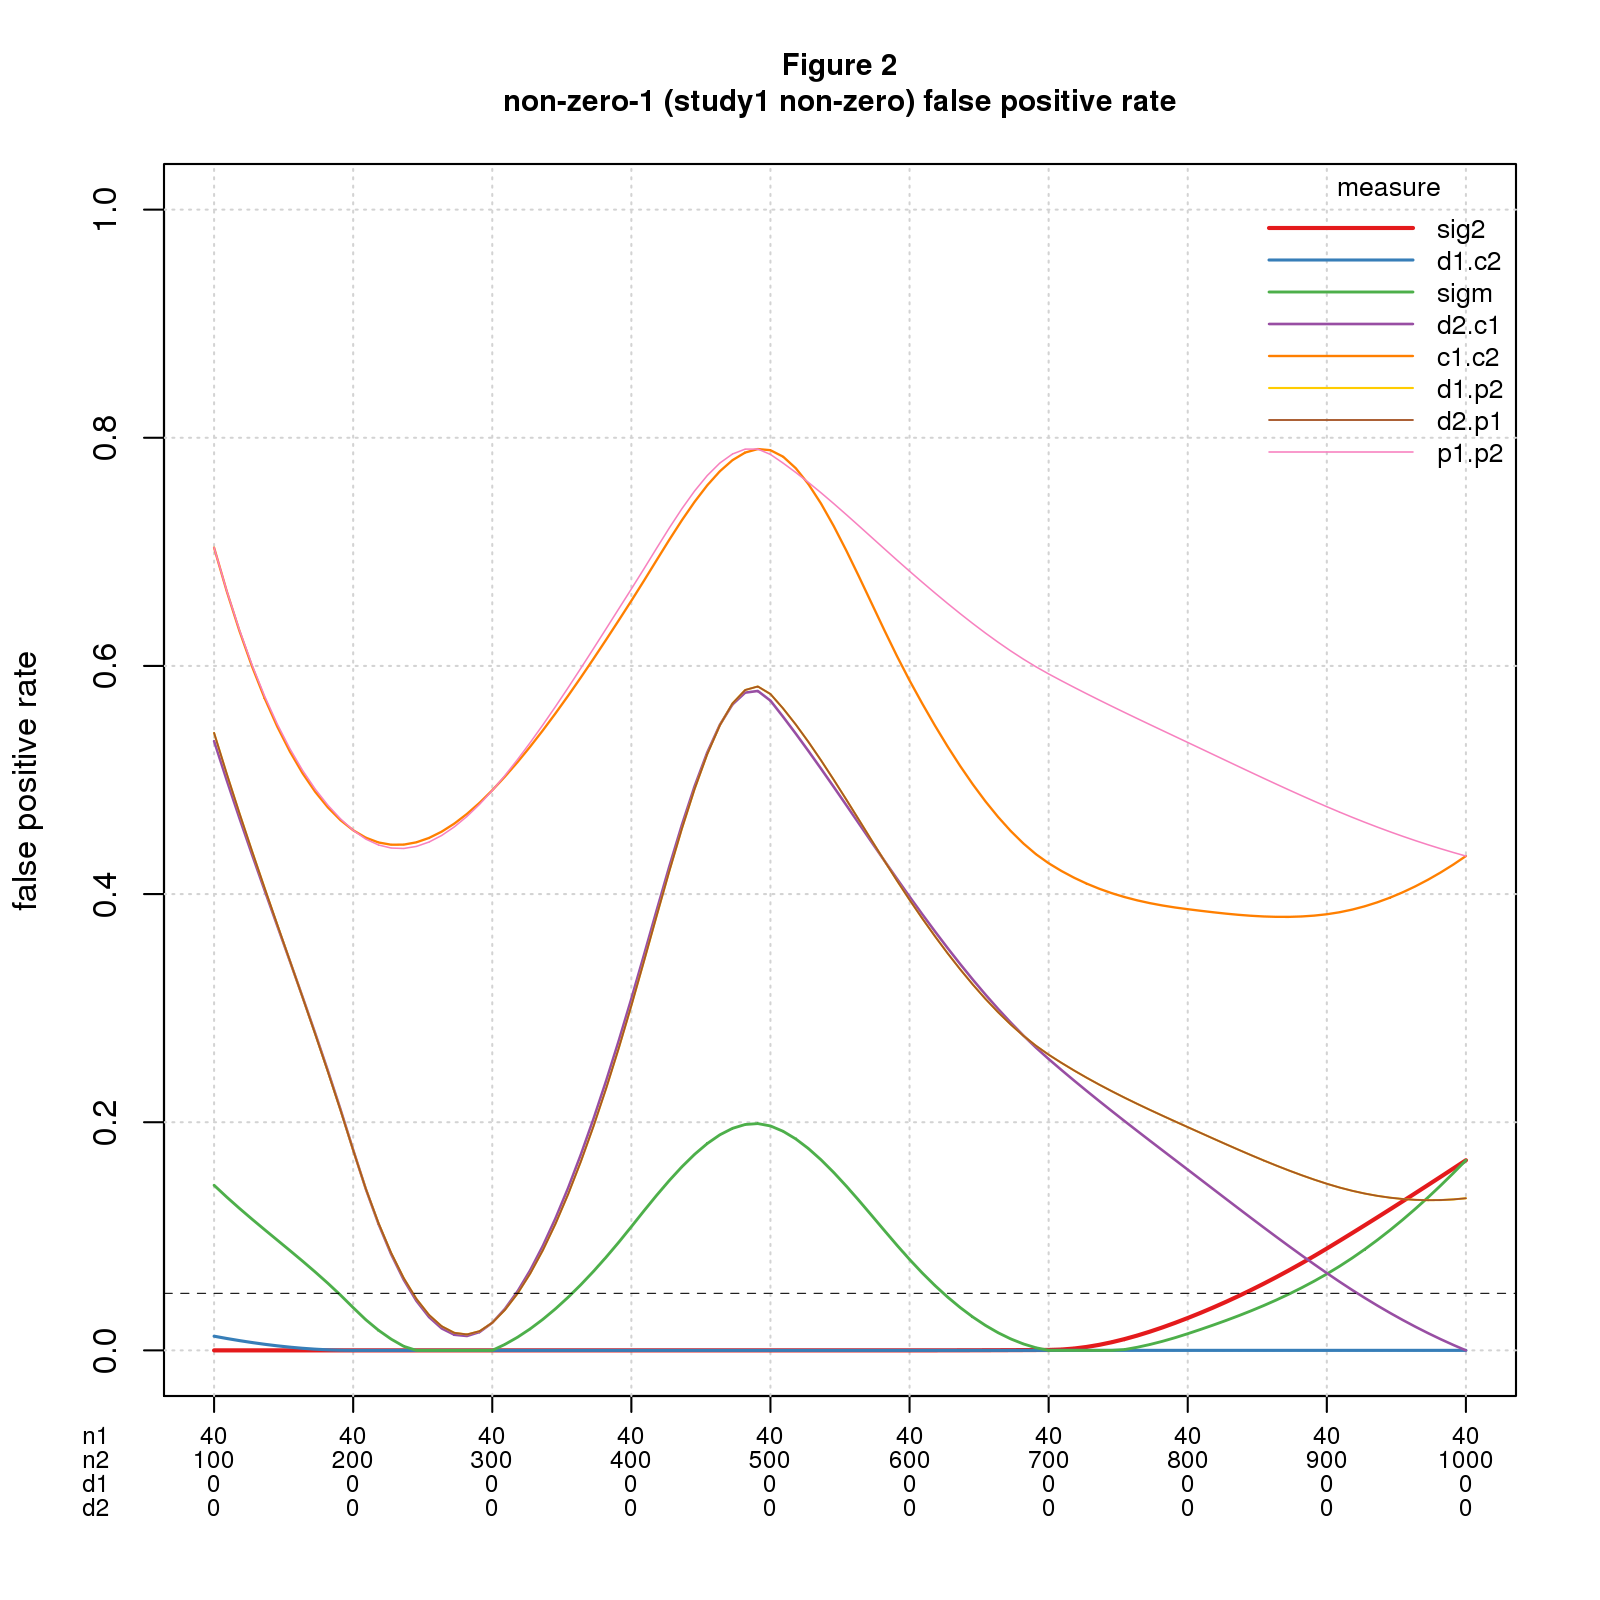 Figure 2
non-zero-1 (study1 non-zero) false positive rate
measure
sig2
d1.c2
sigm
d2.c1
c1.c2
d1.p2
d2.p1
p1.p2
false positive rate
1.0
0.8
0.6
0.4
0.2
0.0
n1 40 40 40 40 40 40 40 40 40 40
n2 100 200 300 400 500 600 700 800 900 1000
d1 0 0 0 0 0 0 0 0 0 0
d2 0 0 0 0 0 0 0 0 0 0